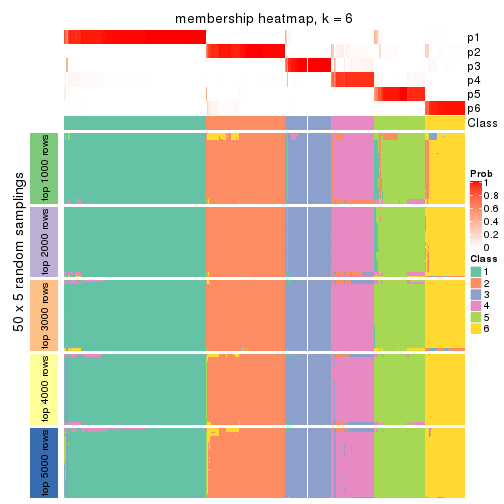 membership heatmap, k = 6
p1
p2
p3
p4
p5
p6
Class
50 x 5 random samplings
top 1000 rows
top 2000 rows
top 3000 rows
top 4000 rows
top 5000 rows
Prob
1
0.8
0.6
0.4
0.2
0
Class
1
2
3
4
5
6